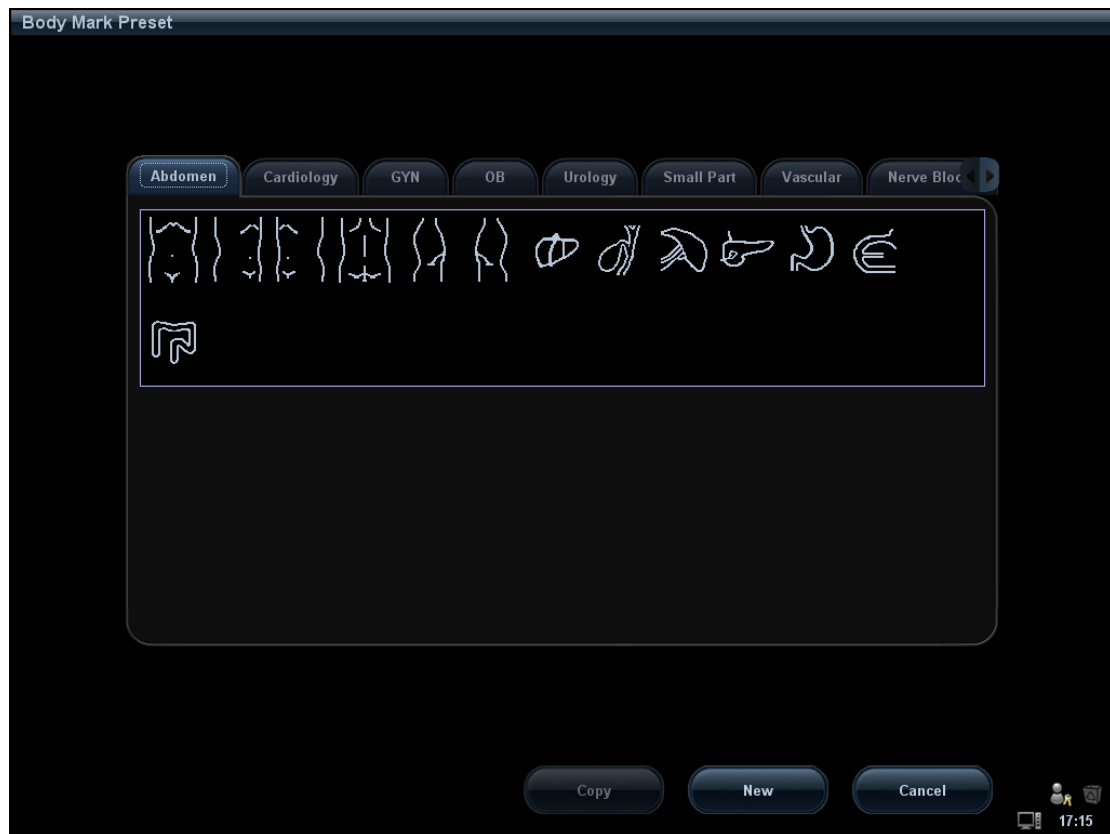 Body Mark Preset
Abdomen Cardiology GYN OB Urology Small Part Vascular Nerve Bloc
Copy New Cancel
17:15